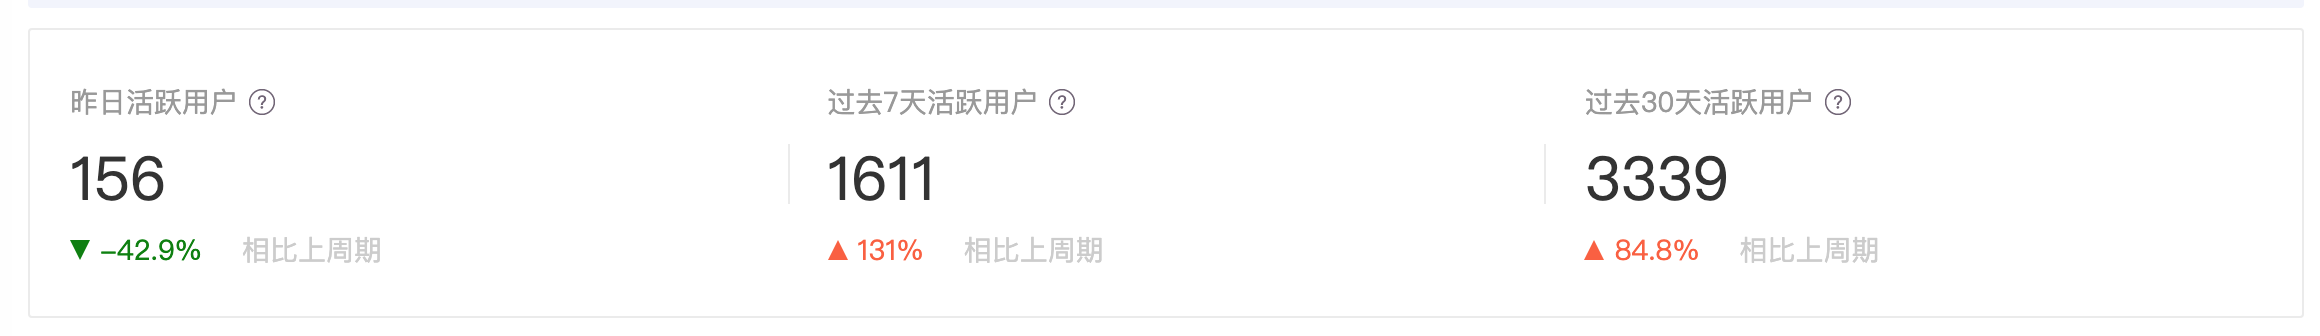 昨日活跃用户 ?
156
▼ -42.9% 相比上周期
过去7天活跃用户 ?
1611
▲ 131% 相比上周期
过去30天活跃用户 ?
3339
▲ 84.8% 相比上周期